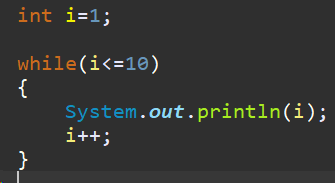 int i=1;
while(i<=10)
{
System.out.println(i);
i++;
}